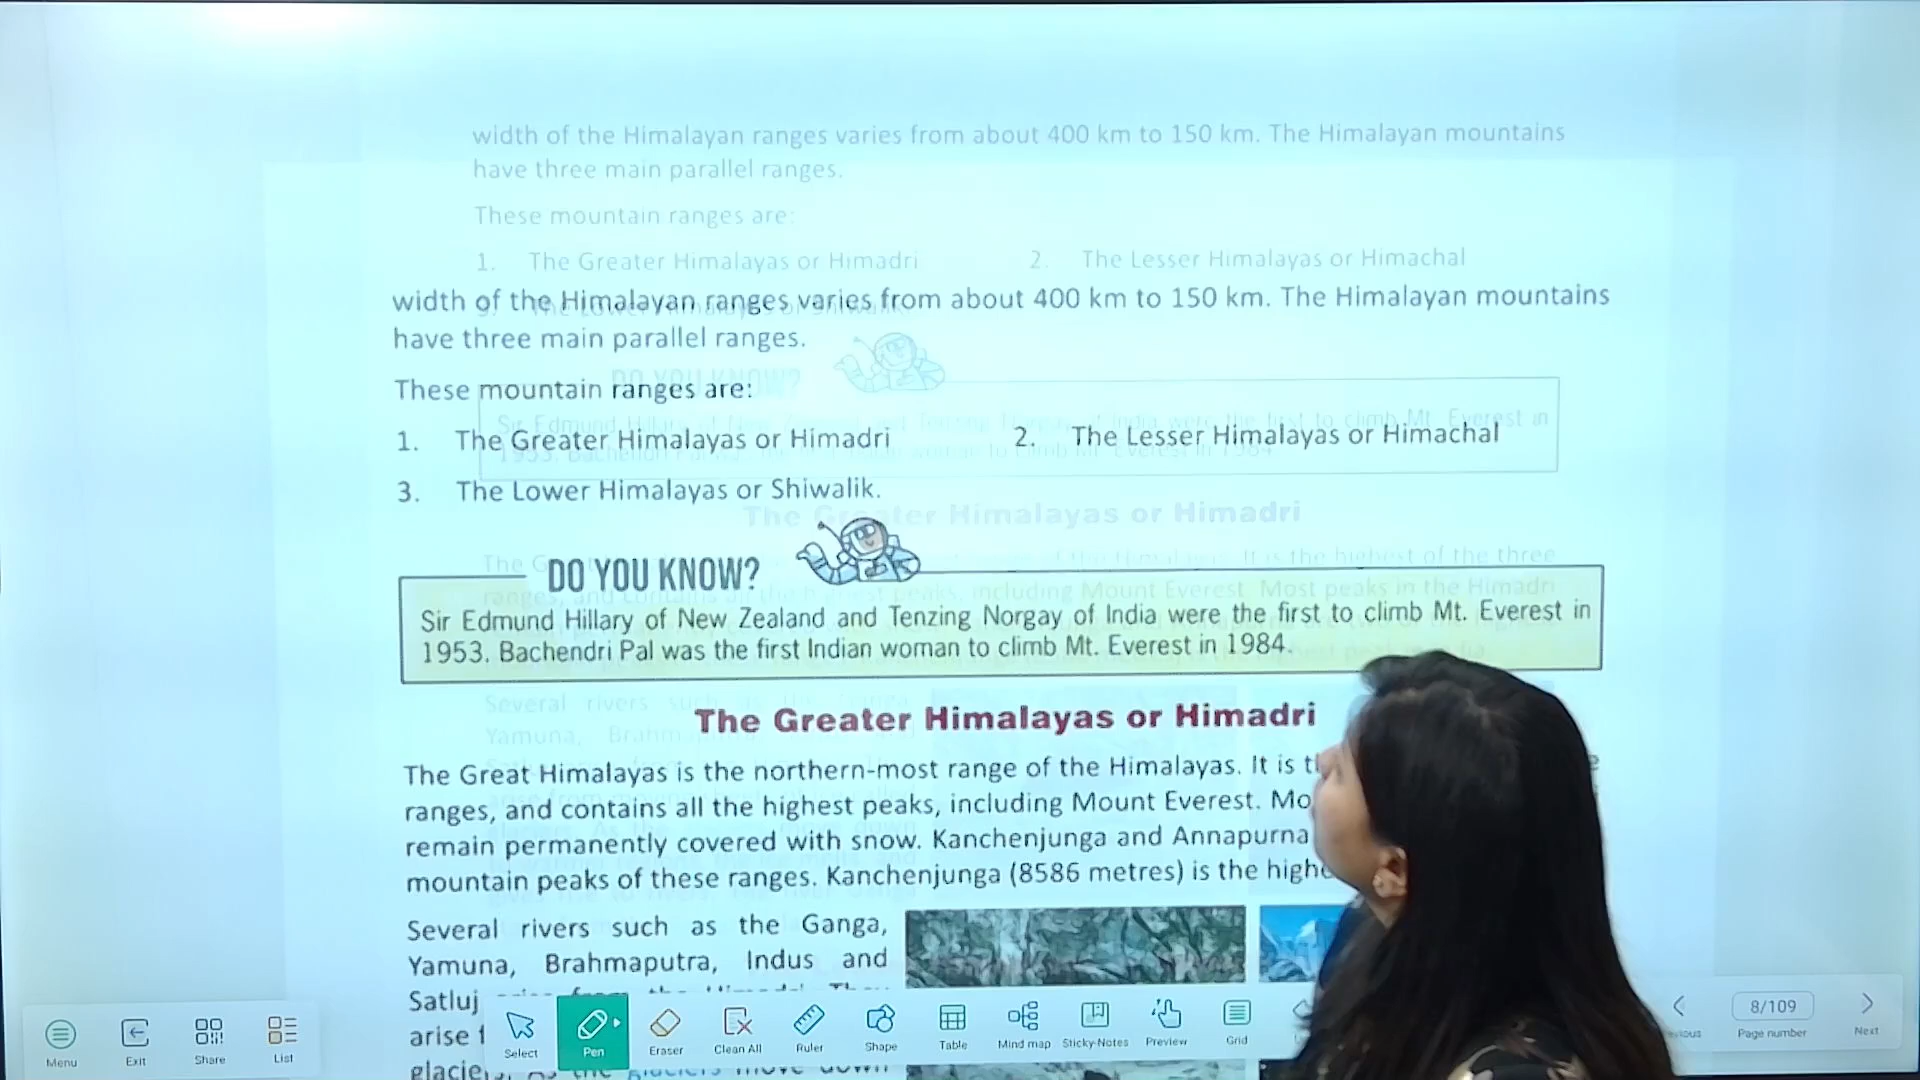 width of the Himalayan ranges varies from about 400 km to 150 km. The Himalayan mountains
have three main parallel ranges.
These mountain ranges are:
1. The Greater Himalayas or Himadri 2. The Lesser Himalayas or Himachal
width of the Himalayan ranges varies from about 400 km to 150 km. The Himalayan mountains
have three main parallel ranges.
These mountain ranges are:
1. The Greater Himalayas or Himadri 2. The Lesser Himalayas or Himachal
3. The Lower Himalayas or Shiwalik.
The Greater Himalayas or Himadri
DO YOU KNOW?
Sir Edmund Hillary of New Zealand and Tenzing Norgay of India were the first to climb Mt. Everest in
1953. Bachendri Pal was the first Indian woman to climb Mt. Everest in 1984.
The Greater Himalayas or Himadri
The Great Himalayas is the northern-most range of the Himalayas. It is
ranges, and contains all the highest peaks, including Mount Everest.
remain permanently covered with snow. Kanchenjunga and Annapurna
mountain peaks of these ranges. Kanchenjunga (8586 metres) is the
Several rivers such as the Ganga,
Yamuna, Brahmaputra, Indus and
Satluj
arise
Menu Exit Share List Select Pen Eraser Clean All Ruler Shape Table Mind map Sticky-Notes Preview Grid
8/109
Page number
Next